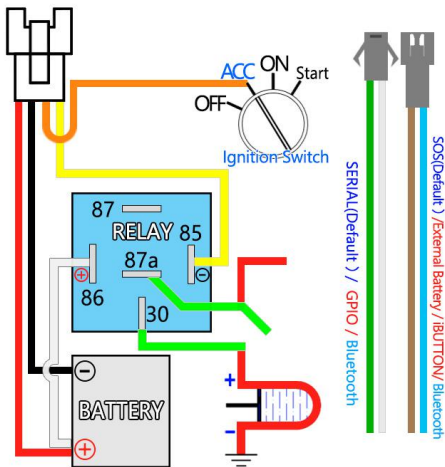 ACC
ON
Start
OFF
Ignition Switch
87
RELAY
85
87a
86
30
+
−
BATTERY
−
+
+
−
SERIAL(Default) / GPIO / Bluetooth
SOS(Default) /External Battery / iBUTTON/ Bluetooth